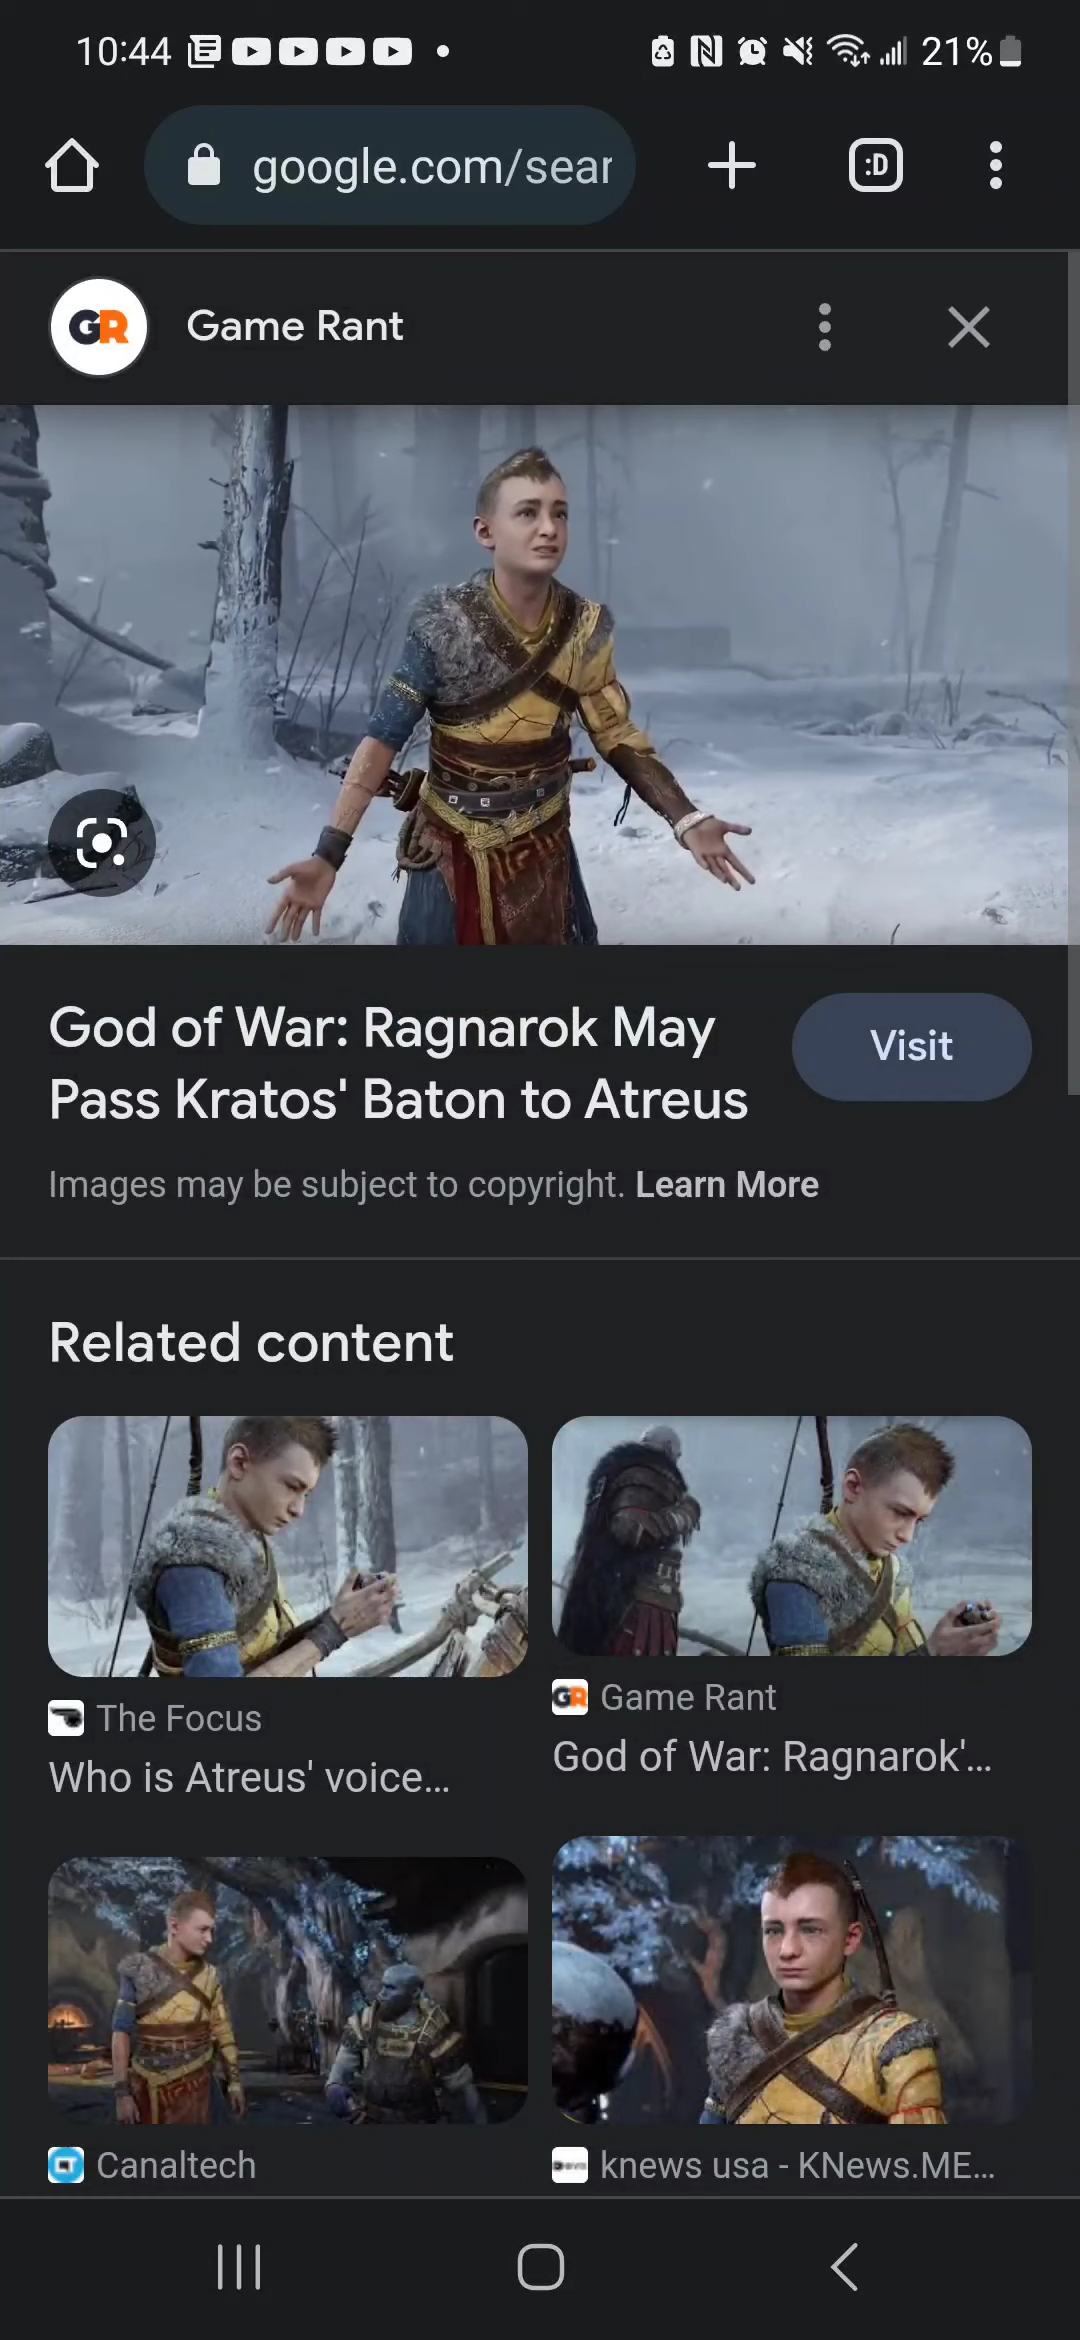 10:44
21%
google.com/sear
:D
GR
Game Rant
God of War: Ragnarok May
Pass Kratos' Baton to Atreus
Visit
Images may be subject to copyright. Learn More
Related content
The Focus
Who is Atreus' voice...
GR Game Rant
God of War: Ragnarok'...
Canaltech
knews usa - KNews.ME...